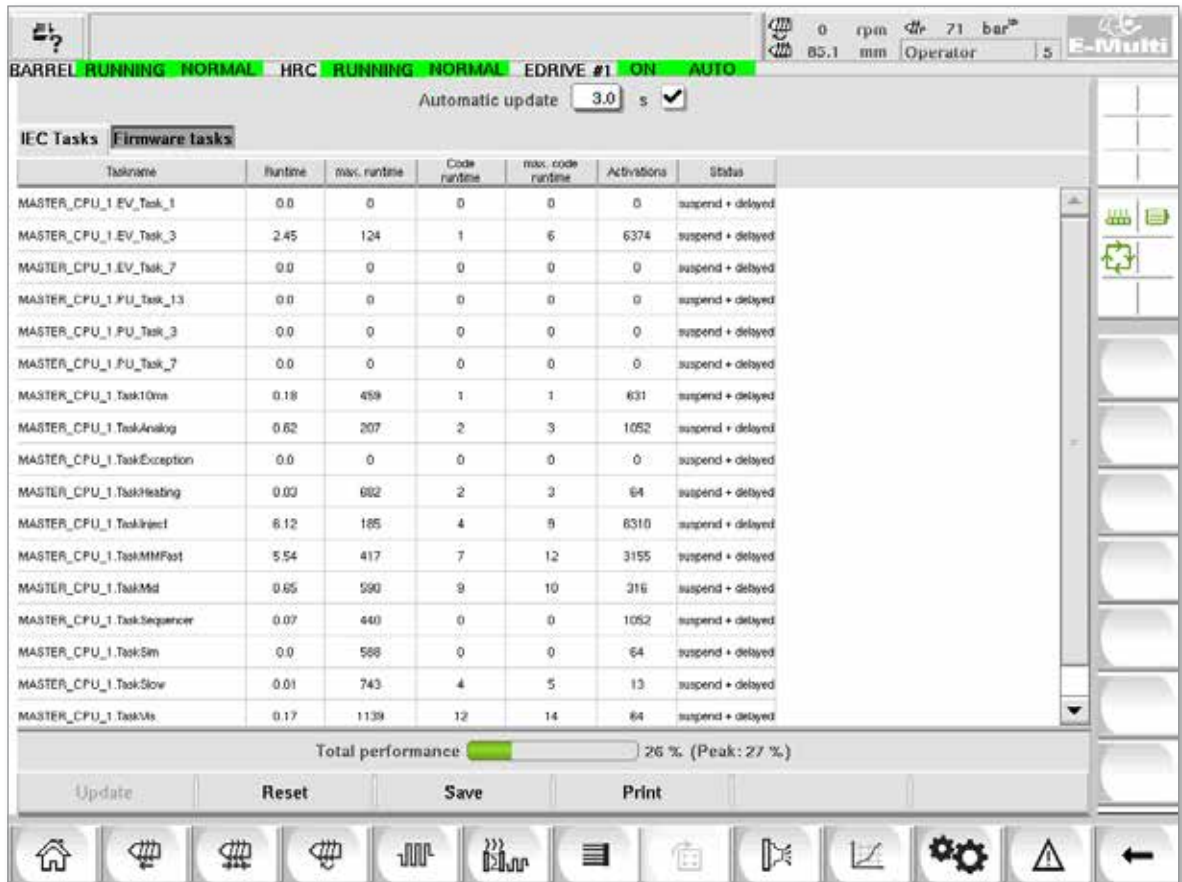 0 rpm 71 bar
85.1 mm Operator 5
E-Multi
BARREL RUNNING NORMAL HRC RUNNING NORMAL EDRIVE #1 ON AUTO
Automatic update 3.0 s
IEC Tasks Firmware tasks
Taskname Runtime max. runtime Code runtime max. code runtime Activations Status
MASTER_CPU_1.EV_Task_1 0.0 0 0 0 0 suspend + delayed
MASTER_CPU_1.EV_Task_3 2.45 124 1 6 6374 suspend + delayed
MASTER_CPU_1.EV_Task_7 0.0 0 0 0 0 suspend + delayed
MASTER_CPU_1.PU_Task_13 0.0 0 0 0 0 suspend + delayed
MASTER_CPU_1.PU_Task_3 0.0 0 0 0 0 suspend + delayed
MASTER_CPU_1.PU_Task_7 0.0 0 0 0 0 suspend + delayed
MASTER_CPU_1.Task10ms 0.18 459 1 1 631 suspend + delayed
MASTER_CPU_1.TaskAnalog 0.62 207 2 3 1052 suspend + delayed
MASTER_CPU_1.TaskException 0.0 0 0 0 0 suspend + delayed
MASTER_CPU_1.TaskHeating 0.03 682 2 3 64 suspend + delayed
MASTER_CPU_1.TaskInject 6.12 185 4 9 6310 suspend + delayed
MASTER_CPU_1.TaskMMFast 5.54 417 7 12 3155 suspend + delayed
MASTER_CPU_1.TaskMid 0.65 590 9 10 316 suspend + delayed
MASTER_CPU_1.TaskSequencer 0.07 440 0 0 1052 suspend + delayed
MASTER_CPU_1.TaskSim 0.0 588 0 0 64 suspend + delayed
MASTER_CPU_1.TaskSlow 0.01 743 4 5 13 suspend + delayed
MASTER_CPU_1.TaskVis 0.17 1139 12 14 64 suspend + delayed
Total performance 26 % (Peak: 27 %)
Update Reset Save Print